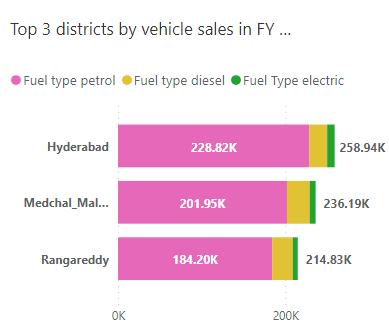 Top 3 districts by vehicle sales in FY ...
Fuel type petrol Fuel type diesel Fuel Type electric
Hyderabad 228.82K 258.94K
Medchal_Mal... 201.95K 236.19K
Rangareddy 184.20K 214.83K
0K 200K